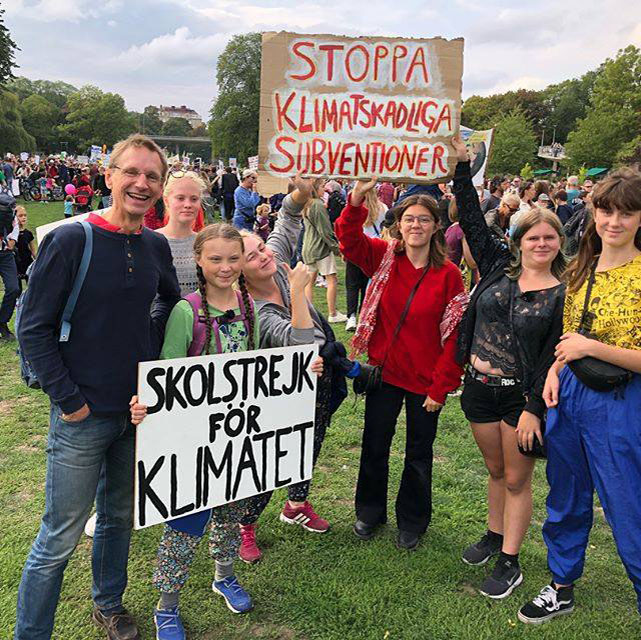 STOPPA
KLIMATSKADLIGA
SUBVENTIONER
SKOLSTREJK
FÖR
KLIMATET